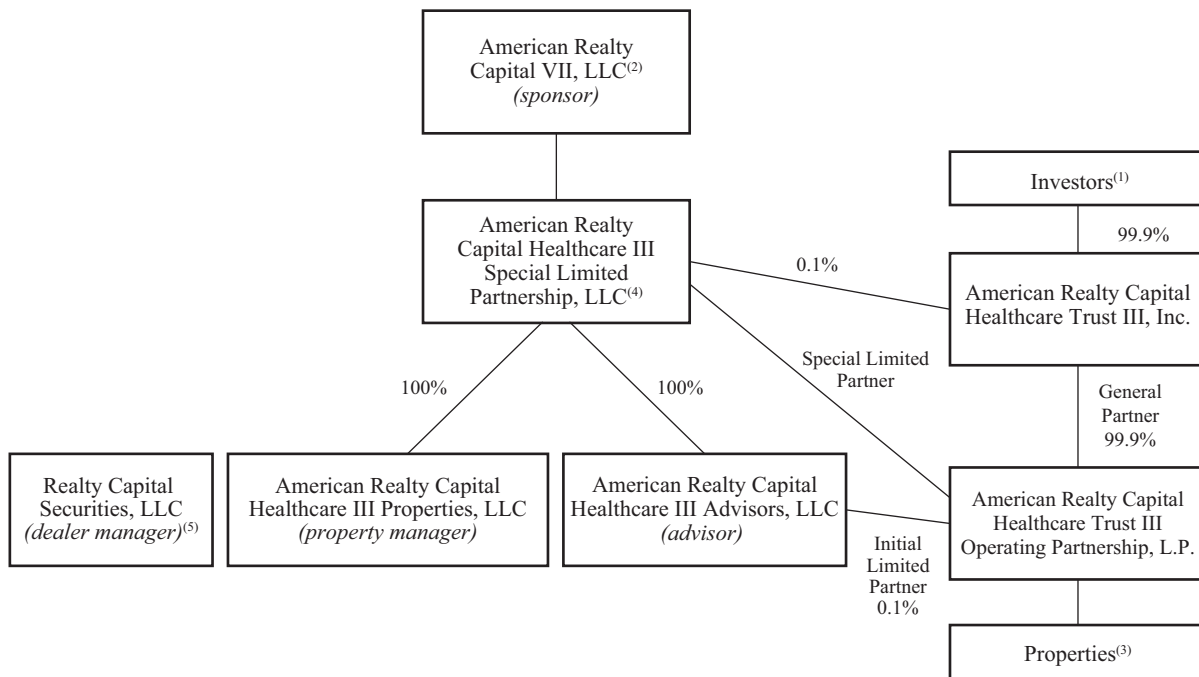 American Realty
Capital VII, LLC(2)
(sponsor)
Investors(1)
99.9%
American Realty
Capital Healthcare III
Special Limited
Partnership, LLC(4)
0.1%
American Realty Capital
Healthcare Trust III, Inc.
Special Limited
Partner
100%
100%
General
Partner
99.9%
Realty Capital
Securities, LLC
(dealer manager)(5)
American Realty Capital
Healthcare III Properties, LLC
(property manager)
American Realty Capital
Healthcare III Advisors, LLC
(advisor)
Initial
Limited
Partner
0.1%
American Realty Capital
Healthcare Trust III
Operating Partnership, L.P.
Properties(3)